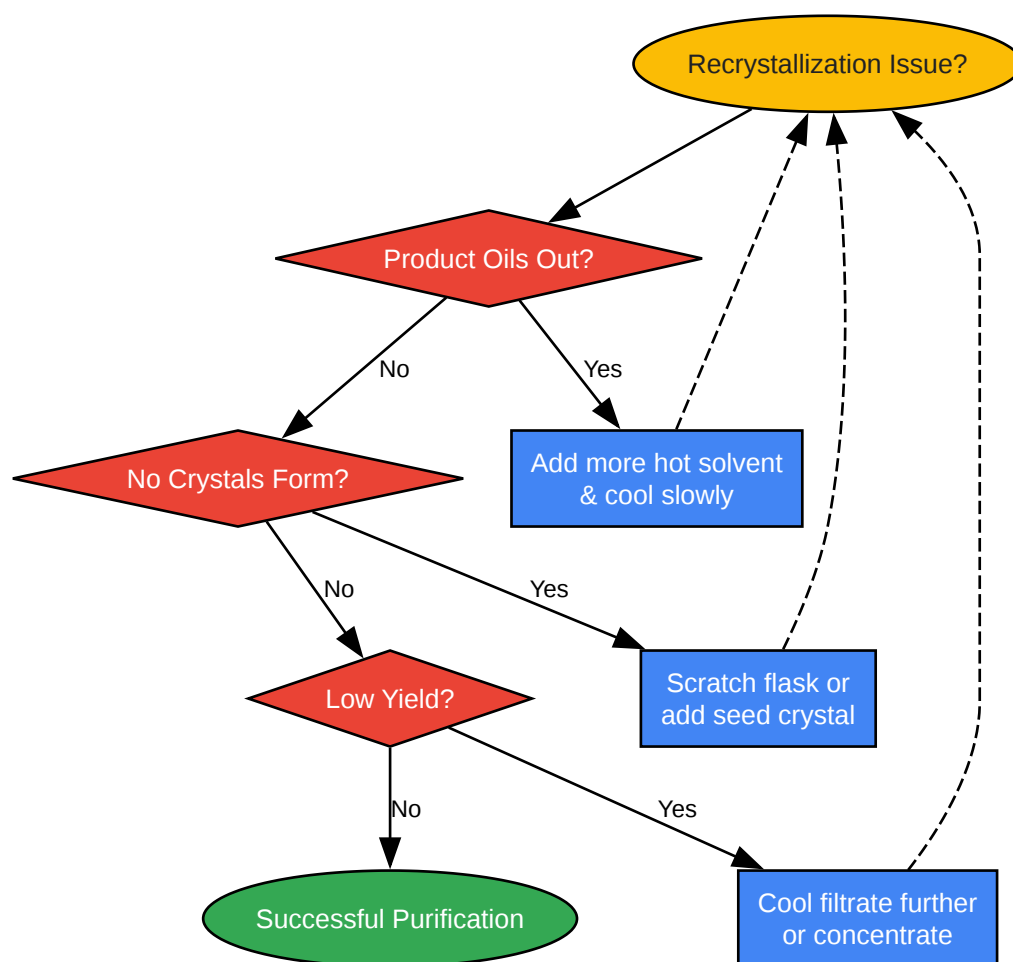 Recrystallization Issue?
Product Oils Out?
No
Yes
Add more hot solvent
& cool slowly
No Crystals Form?
No
Yes
Scratch flask or
add seed crystal
Low Yield?
No
Yes
Successful Purification
Cool filtrate further
or concentrate